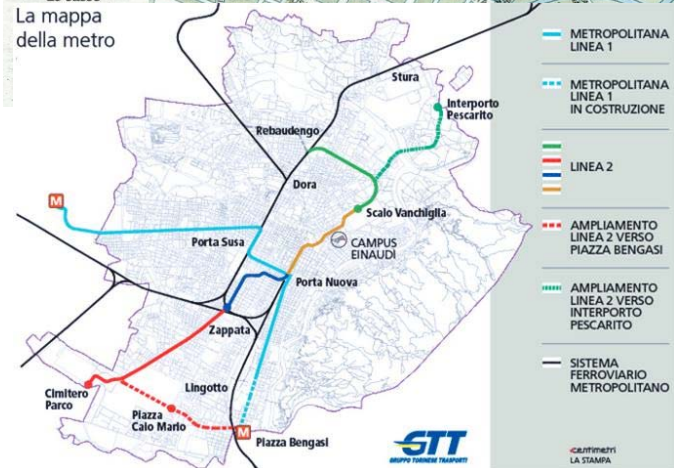 La mappa
della metro
Stura
Interporto
Pescarito
Rebaudengo
Dora
Scalo Vanchiglia
M
Porta Susa
CAMPUS
EINAUDI
Porta Nuova
Zappata
Cimitero
Parco
Lingotto
Piazza
Caio Mario
M
Piazza Bengasi
GTT
GRUPPO TORINESE TRASPORTI
METROPOLITANA
LINEA 1
METROPOLITANA
LINEA 1
IN COSTRUZIONE
LINEA 2
AMPLIAMENTO
LINEA 2 VERSO
PIAZZA BENGASI
AMPLIAMENTO
LINEA 2 VERSO
INTERPORTO
PESCARITO
SISTEMA
FERROVIARIO
METROPOLITANO
centimetri
LA STAMPA